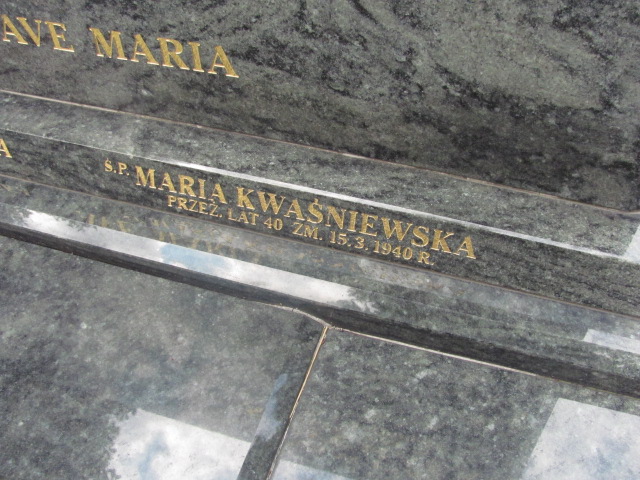 AVE MARIA
A
Ś.P. MARIA KWAŚNIEWSKA
PRZEŻ. LAT 40 ZM. 15.3.1940 R.